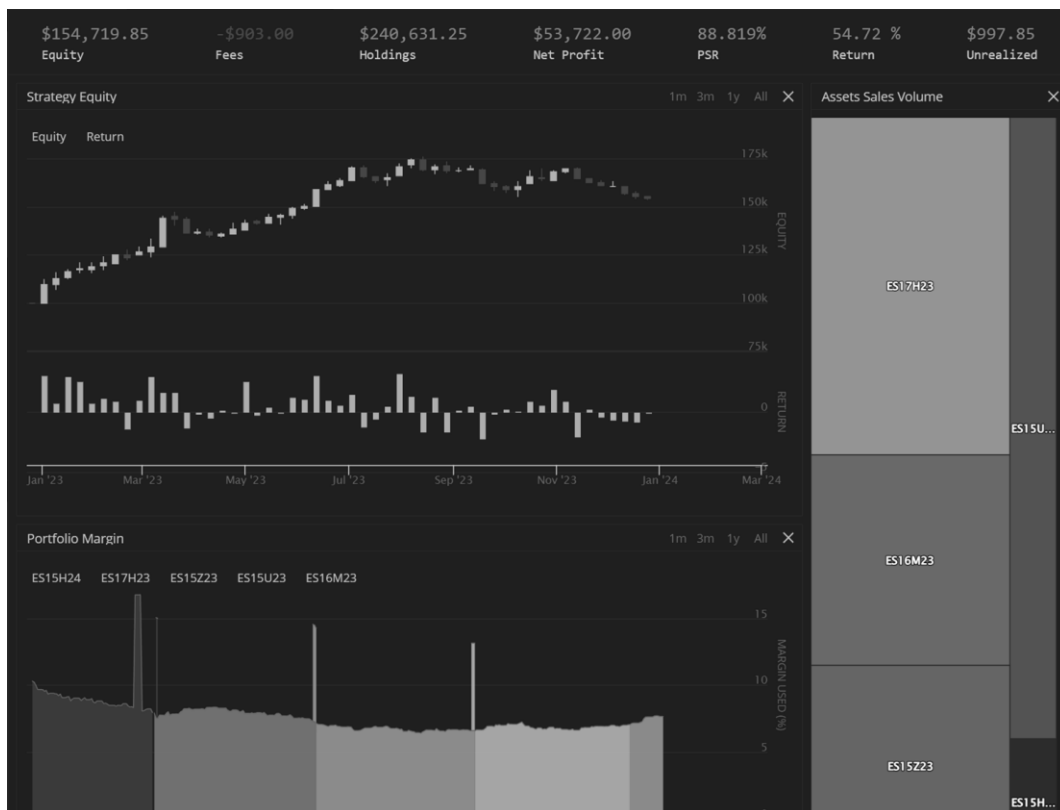 $154,719.85 -$903.00 $240,631.25 $53,722.00 88.819% 54.72 % $997.85
Equity Fees Holdings Net Profit PSR Return Unrealized
Strategy Equity 1m 3m 1y All
Equity Return
175k
150k
125k
100k
75k
EQUITY
0
RETURN
0
Jan '23 Mar '23 May '23 Jul '23 Sep '23 Nov '23 Jan '24 Mar '24
Portfolio Margin 1m 3m 1y All
ES15H24 ES17H23 ES15Z23 ES15U23 ES16M23
15
10
5
MARGIN USED (%)
Assets Sales Volume
ES17H23
ES15U...
ES16M23
ES15Z23
ES15H...